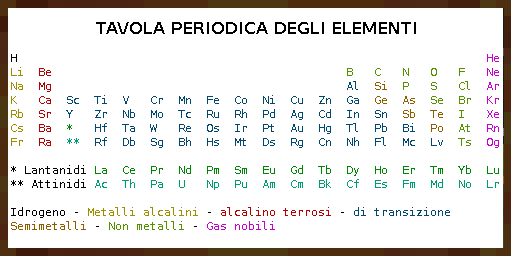 TAVOLA PERIODICA DEGLI ELEMENTI
H He
Li Be B C N O F Ne
Na Mg Al Si P S Cl Ar
K Ca Sc Ti V Cr Mn Fe Co Ni Cu Zn Ga Ge As Se Br Kr
Rb Sr Y Zr Nb Mo Tc Ru Rh Pd Ag Cd In Sn Sb Te I Xe
Cs Ba * Hf Ta W Re Os Ir Pt Au Hg Tl Pb Bi Po At Rn
Fr Ra ** Rf Db Sg Bh Hs Mt Ds Rg Cn Nh Fl Mc Lv Ts Og
* Lantanidi La Ce Pr Nd Pm Sm Eu Gd Tb Dy Ho Er Tm Yb Lu
** Attinidi Ac Th Pa U Np Pu Am Cm Bk Cf Es Fm Md No Lr
Idrogeno - Metalli alcalini - alcalino terrosi - di transizione
Semimetalli - Non metalli - Gas nobili